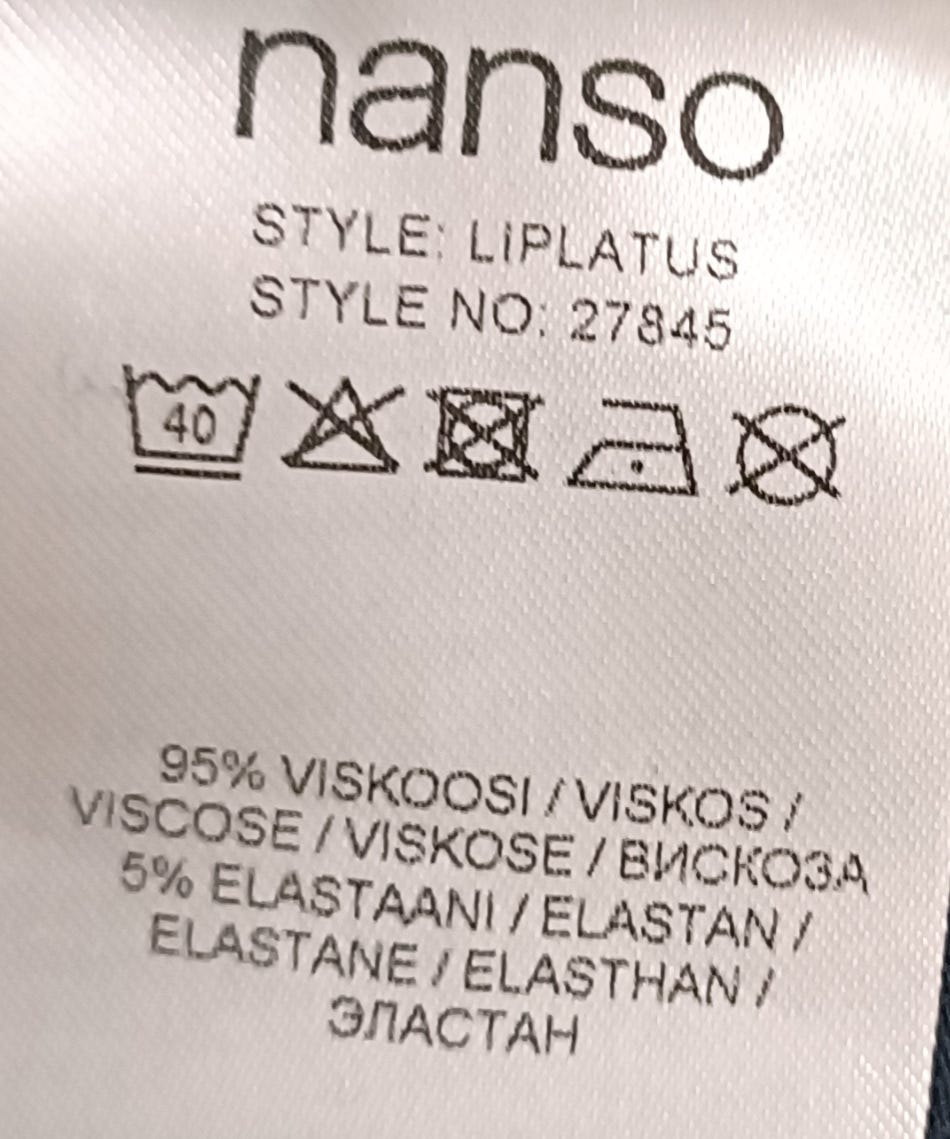 nanso
STYLE: LIPLATUS
STYLE NO: 27845
40
95% VISKOOSI / VISKOS /
VISCOSE / VISKOSE / ВИСКОЗА
5% ELASTAANI / ELASTAN /
ELASTANE / ELASTHAN /
ЭЛАСТАН